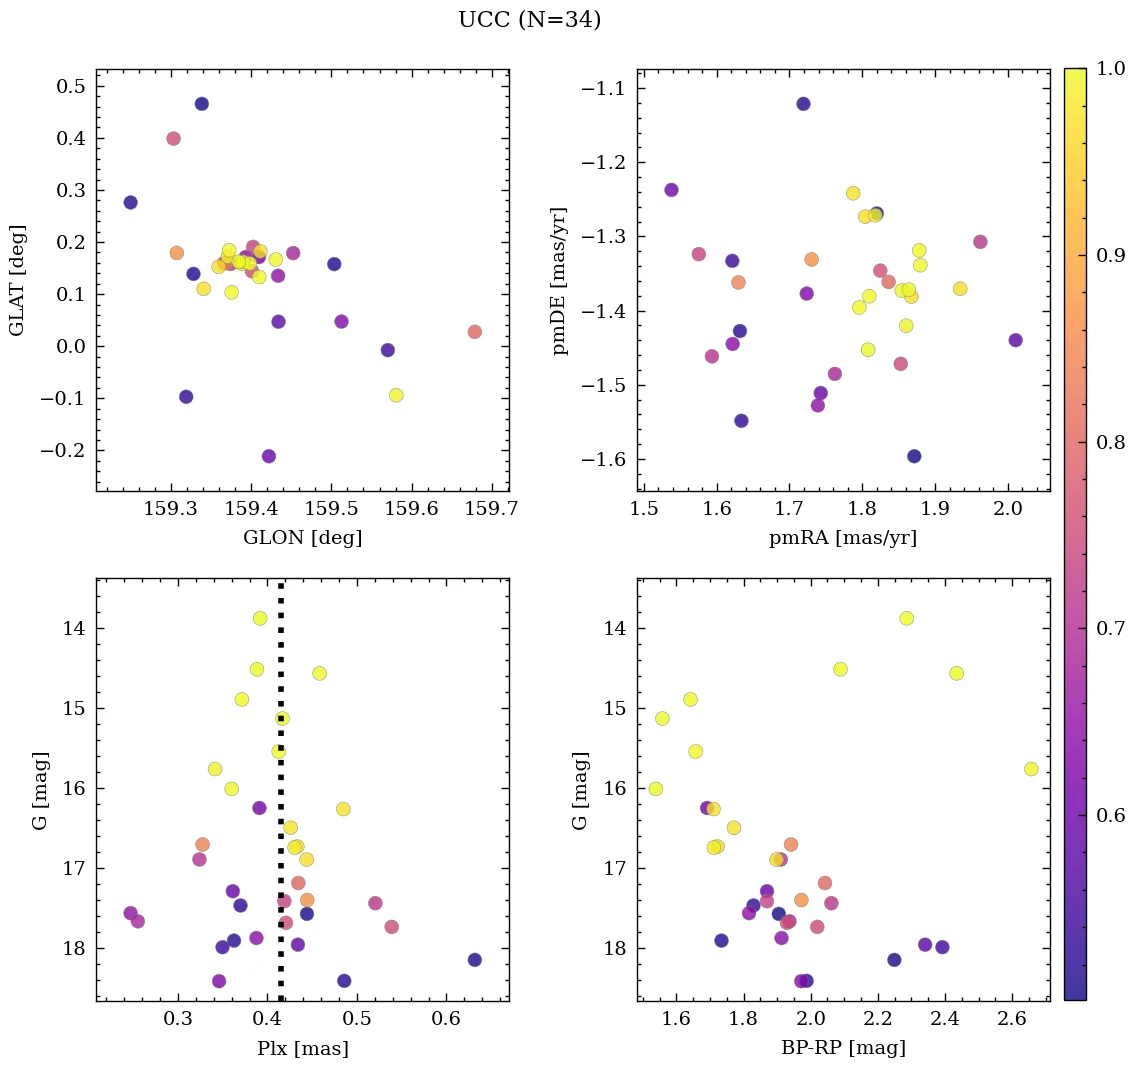 UCC (N=34)
0.5
0.4
0.3
0.2
0.1
0.0
−0.1
−0.2
GLAT [deg]
159.3 159.4 159.5 159.6 159.7
GLON [deg]
−1.1
−1.2
−1.3
−1.4
−1.5
−1.6
pmDE [mas/yr]
1.5 1.6 1.7 1.8 1.9 2.0
pmRA [mas/yr]
1.0
0.9
0.8
0.7
0.6
14
15
16
17
18
G [mag]
0.3 0.4 0.5 0.6
Plx [mas]
14
15
16
17
18
G [mag]
1.6 1.8 2.0 2.2 2.4 2.6
BP-RP [mag]